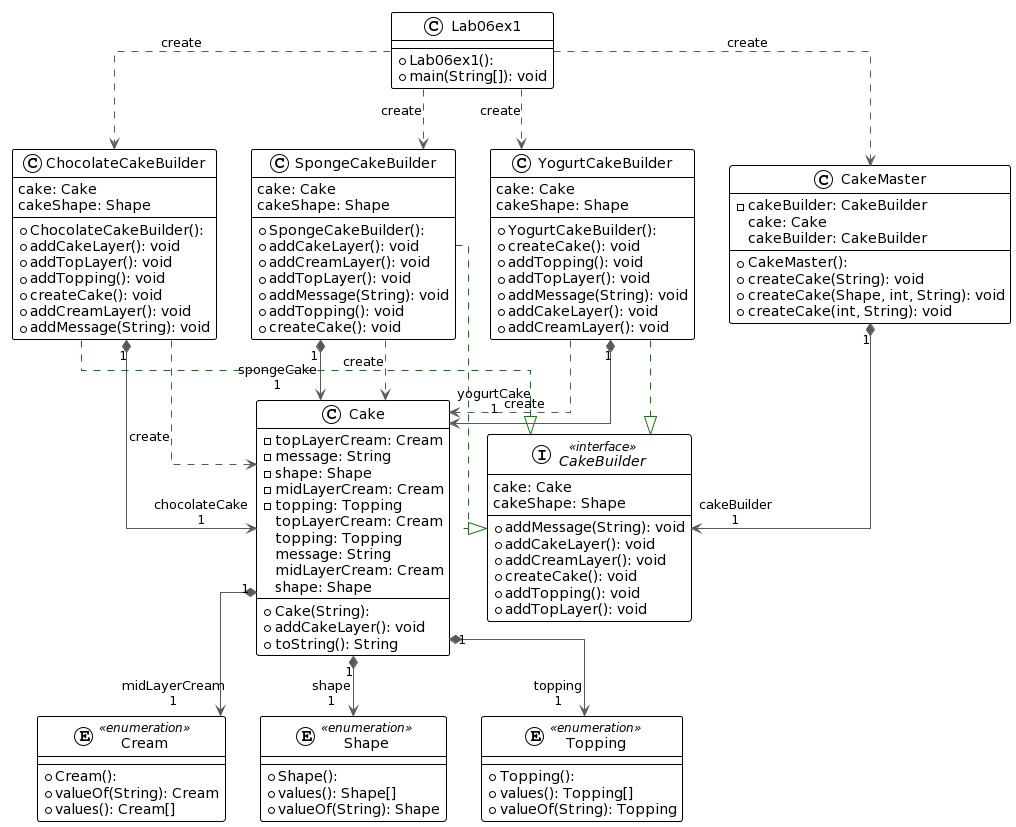 C Lab06ex1
Lab06ex1():
main(String[]): void
create
create
create
create
C ChocolateCakeBuilder
cake: Cake
cakeShape: Shape
ChocolateCakeBuilder():
addCakeLayer(): void
addTopLayer(): void
addTopping(): void
createCake(): void
addCreamLayer(): void
addMessage(String): void
C SpongeCakeBuilder
cake: Cake
cakeShape: Shape
SpongeCakeBuilder():
addCakeLayer(): void
addCreamLayer(): void
addTopLayer(): void
addMessage(String): void
addTopping(): void
createCake(): void
C YogurtCakeBuilder
cake: Cake
cakeShape: Shape
YogurtCakeBuilder():
createCake(): void
addTopping(): void
addTopLayer(): void
addMessage(String): void
addCakeLayer(): void
addCreamLayer(): void
C CakeMaster
cakeBuilder: CakeBuilder
cake: Cake
cakeBuilder: CakeBuilder
CakeMaster():
createCake(String): void
createCake(Shape, int, String): void
createCake(int, String): void
1
1
1
1
spongeCake
1
create
yogurtCake
1
create
create
chocolateCake
1
cakeBuilder
1
C Cake
topLayerCream: Cream
message: String
shape: Shape
midLayerCream: Cream
topping: Topping
topLayerCream: Cream
topping: Topping
message: String
midLayerCream: Cream
shape: Shape
Cake(String):
addCakeLayer(): void
toString(): String
I «interface»
CakeBuilder
cake: Cake
cakeShape: Shape
addMessage(String): void
addCakeLayer(): void
addCreamLayer(): void
createCake(): void
addTopping(): void
addTopLayer(): void
1
1
1
midLayerCream
1
shape
1
topping
1
E «enumeration»
Cream
Cream():
valueOf(String): Cream
values(): Cream[]
E «enumeration»
Shape
Shape():
values(): Shape[]
valueOf(String): Shape
E «enumeration»
Topping
Topping():
values(): Topping[]
valueOf(String): Topping